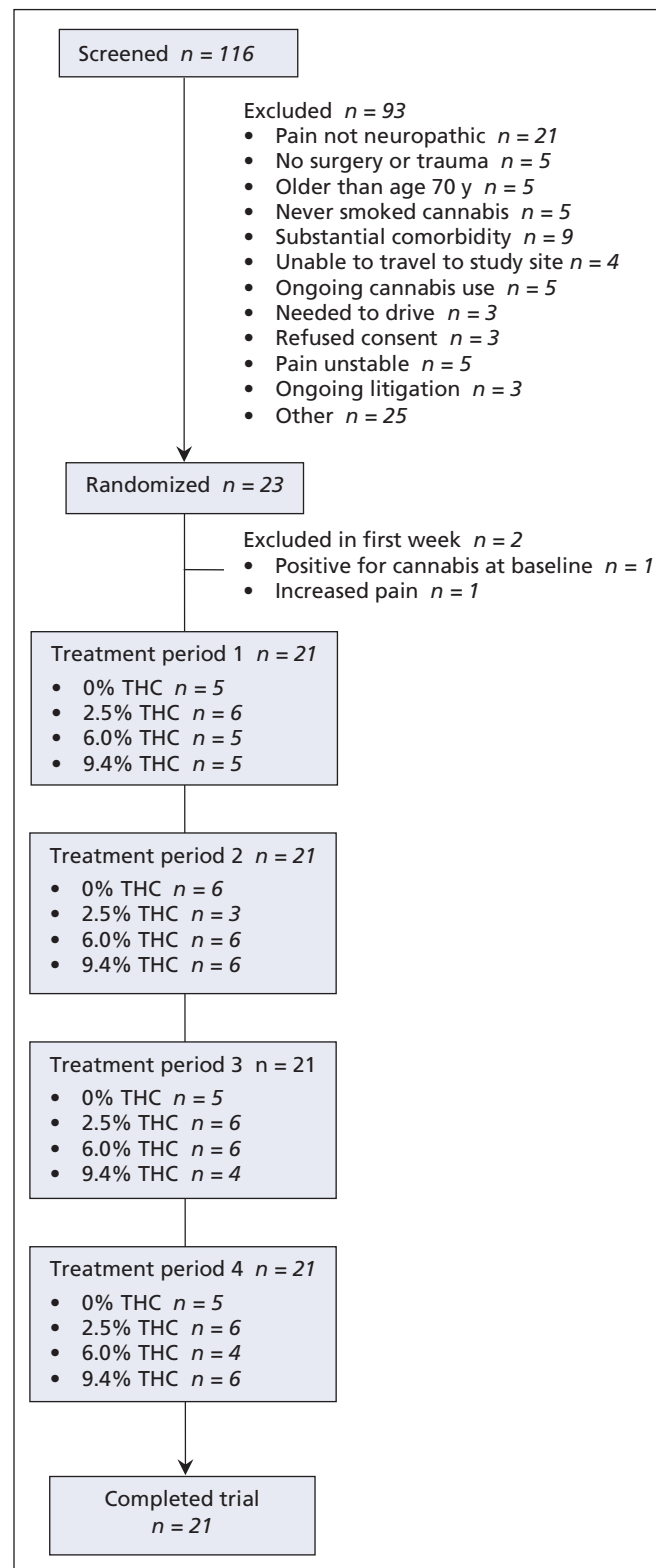 Screened n = 116
Excluded n = 93
• Pain not neuropathic n = 21
• No surgery or trauma n = 5
• Older than age 70 y n = 5
• Never smoked cannabis n = 5
• Substantial comorbidity n = 9
• Unable to travel to study site n = 4
• Ongoing cannabis use n = 5
• Needed to drive n = 3
• Refused consent n = 3
• Pain unstable n = 5
• Ongoing litigation n = 3
• Other n = 25
Randomized n = 23
Excluded in first week n = 2
• Positive for cannabis at baseline n = 1
• Increased pain n = 1
Treatment period 1 n = 21
• 0% THC n = 5
• 2.5% THC n = 6
• 6.0% THC n = 5
• 9.4% THC n = 5
Treatment period 2 n = 21
• 0% THC n = 6
• 2.5% THC n = 3
• 6.0% THC n = 6
• 9.4% THC n = 6
Treatment period 3 n = 21
• 0% THC n = 5
• 2.5% THC n = 6
• 6.0% THC n = 6
• 9.4% THC n = 4
Treatment period 4 n = 21
• 0% THC n = 5
• 2.5% THC n = 6
• 6.0% THC n = 4
• 9.4% THC n = 6
Completed trial
n = 21